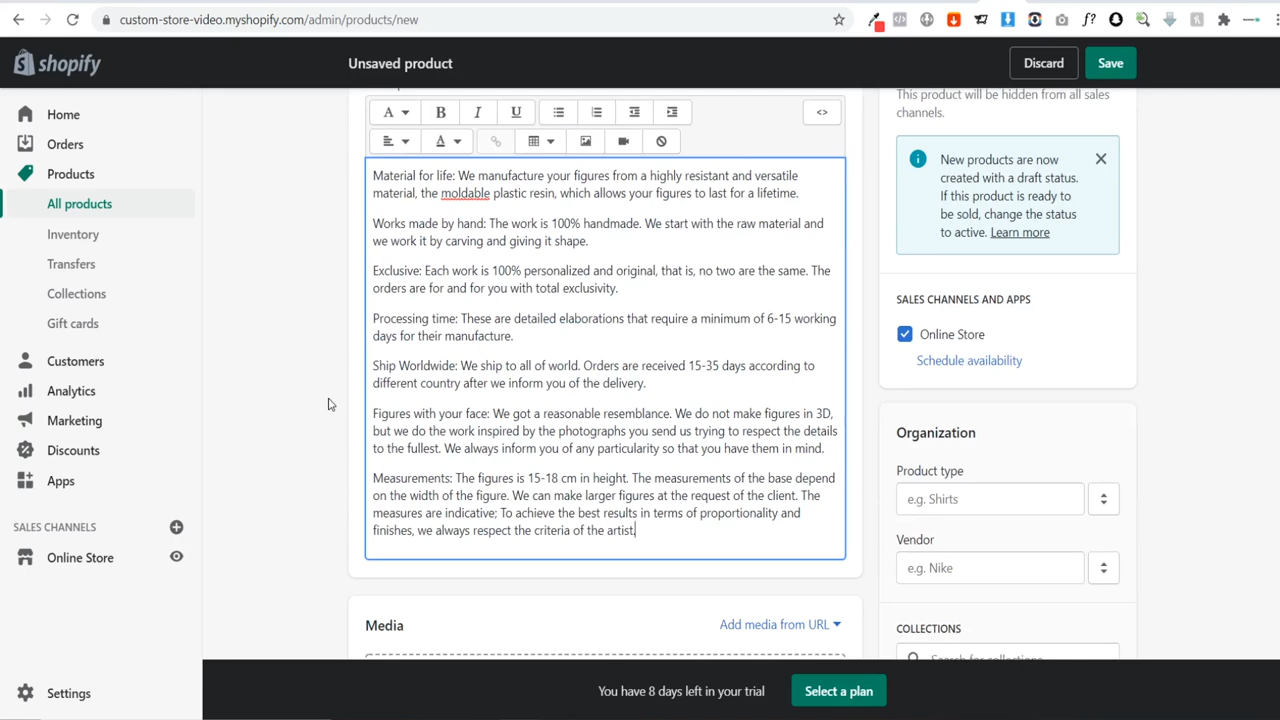 custom-store-video.myshopify.com/admin/products/new
shopify
Unsaved product
Discard
Save
Home
Orders
Products
All products
Inventory
Transfers
Collections
Gift cards
Customers
Analytics
Marketing
Discounts
Apps
SALES CHANNELS
Online Store
Settings
A
B
I
U
<>
A
Material for life: We manufacture your figures from a highly resistant and versatile
material, the moldable plastic resin, which allows your figures to last for a lifetime.
Works made by hand: The work is 100% handmade. We start with the raw material and
we work it by carving and giving it shape.
Exclusive: Each work is 100% personalized and original, that is, no two are the same. The
orders are for and for you with total exclusivity.
Processing time: These are detailed elaborations that require a minimum of 6-15 working
days for their manufacture.
Ship Worldwide: We ship to all of world. Orders are received 15-35 days according to
different country after we inform you of the delivery.
Figures with your face: We got a reasonable resemblance. We do not make figures in 3D,
but we do the work inspired by the photographs you send us trying to respect the details
to the fullest. We always inform you of any particularity so that you have them in mind.
Measurements: The figures is 15-18 cm in height. The measurements of the base depend
on the width of the figure. We can make larger figures at the request of the client. The
measures are indicative; To achieve the best results in terms of proportionality and
finishes, we always respect the criteria of the artist.
Media
Add media from URL
This product will be hidden from all sales
channels.
New products are now
created with a draft status.
If this product is ready to
be sold, change the status
to active. Learn more
SALES CHANNELS AND APPS
Online Store
Schedule availability
Organization
Product type
e.g. Shirts
Vendor
e.g. Nike
COLLECTIONS
Search for collections
You have 8 days left in your trial
Select a plan